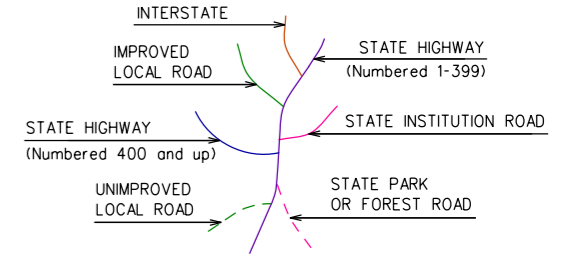 INTERSTATE
IMPROVED
LOCAL ROAD
STATE HIGHWAY
(Numbered 1-399)
STATE HIGHWAY
(Numbered 400 and up)
STATE INSTITUTION ROAD
UNIMPROVED
LOCAL ROAD
STATE PARK
OR FOREST ROAD